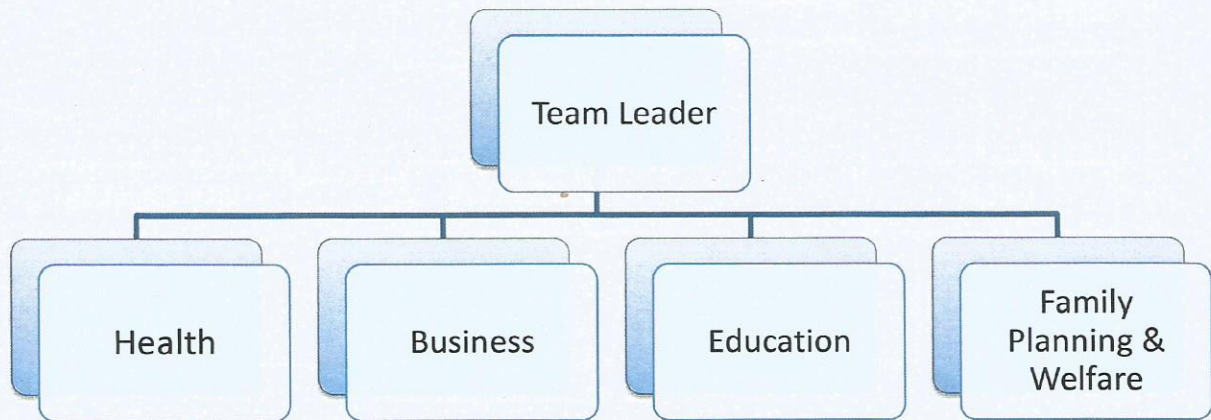 Team Leader
Health
Business
Education
Family
Planning &
Welfare